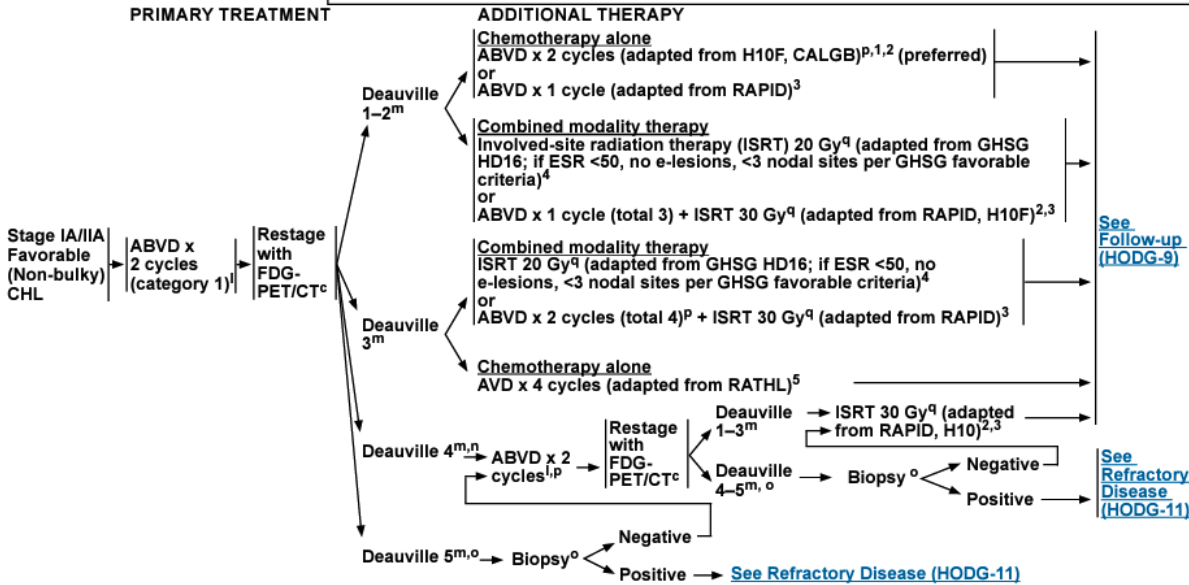 PRIMARY TREATMENT
ADDITIONAL THERAPY
Stage IA/IIA
Favorable
(Non-bulky)
CHL
ABVD x
2 cycles
(category 1)l
Restage
with
FDG-
PET/CTc
Deauville
1–2m
Chemotherapy alone
ABVD x 2 cycles (adapted from H10F, CALGB)p,1,2 (preferred)
or
ABVD x 1 cycle (adapted from RAPID)3
Combined modality therapy
Involved-site radiation therapy (ISRT) 20 Gyq (adapted from GHSG
HD16; if ESR <50, no e-lesions, <3 nodal sites per GHSG favorable
criteria)4
or
ABVD x 1 cycle (total 3) + ISRT 30 Gyq (adapted from RAPID, H10F)2,3
Deauville
3m
Combined modality therapy
ISRT 20 Gyq (adapted from GHSG HD16; if ESR <50, no
e-lesions, <3 nodal sites per GHSG favorable criteria)4
or
ABVD x 2 cycles (total 4)p + ISRT 30 Gyq (adapted from RAPID)3
Chemotherapy alone
AVD x 4 cycles (adapted from RATHL)5
See
Follow-up
(HODG-9)
Deauville 4m,n
ABVD x 2
cyclesl,p
Restage
with
FDG-
PET/CTc
Deauville
1–3m
ISRT 30 Gyq (adapted
from RAPID, H10)2,3
Deauville
4–5m, o
Biopsy o
Negative
Positive
See
Refractory
Disease
(HODG-11)
Deauville 5m,o
Biopsyo
Negative
Positive
See Refractory Disease (HODG-11)